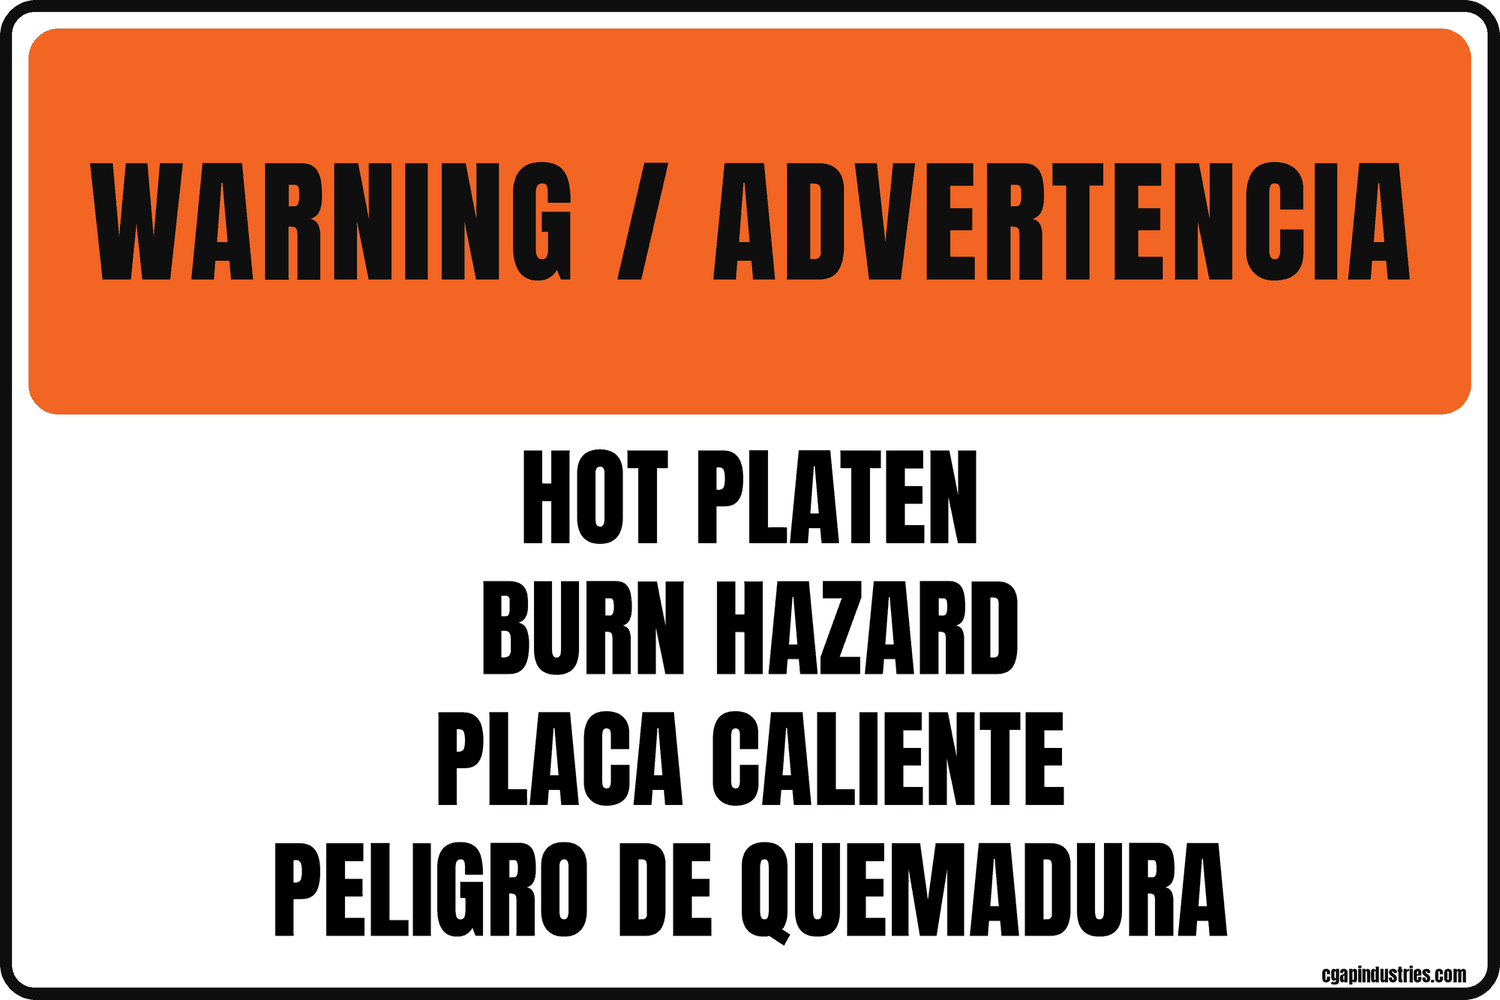 WARNING / ADVERTENCIA
HOT PLATEN
BURN HAZARD
PLACA CALIENTE
PELIGRO DE QUEMADURA
cgapindustries.com